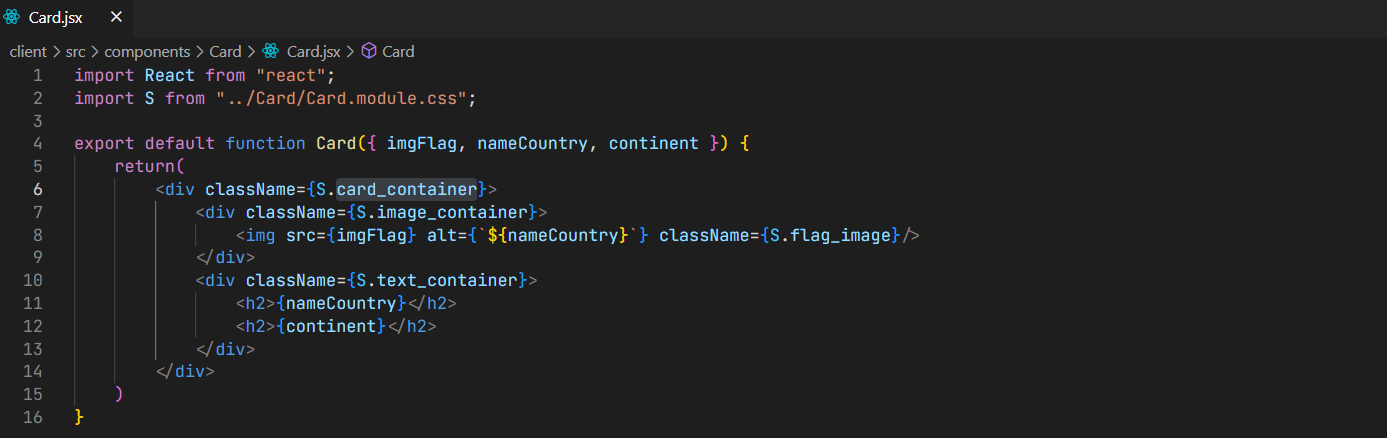 Card.jsx ×
client > src > components > Card > Card.jsx > Card
1 import React from "react";
2 import S from "../Card/Card.module.css";
3
4 export default function Card({ imgFlag, nameCountry, continent }) {
5     return(
6         <div className={S.card_container}>
7             <div className={S.image_container}>
8                 <img src={imgFlag} alt={`${nameCountry}`} className={S.flag_image}/>
9             </div>
10             <div className={S.text_container}>
11                 <h2>{nameCountry}</h2>
12                 <h2>{continent}</h2>
13             </div>
14         </div>
15     )
16 }